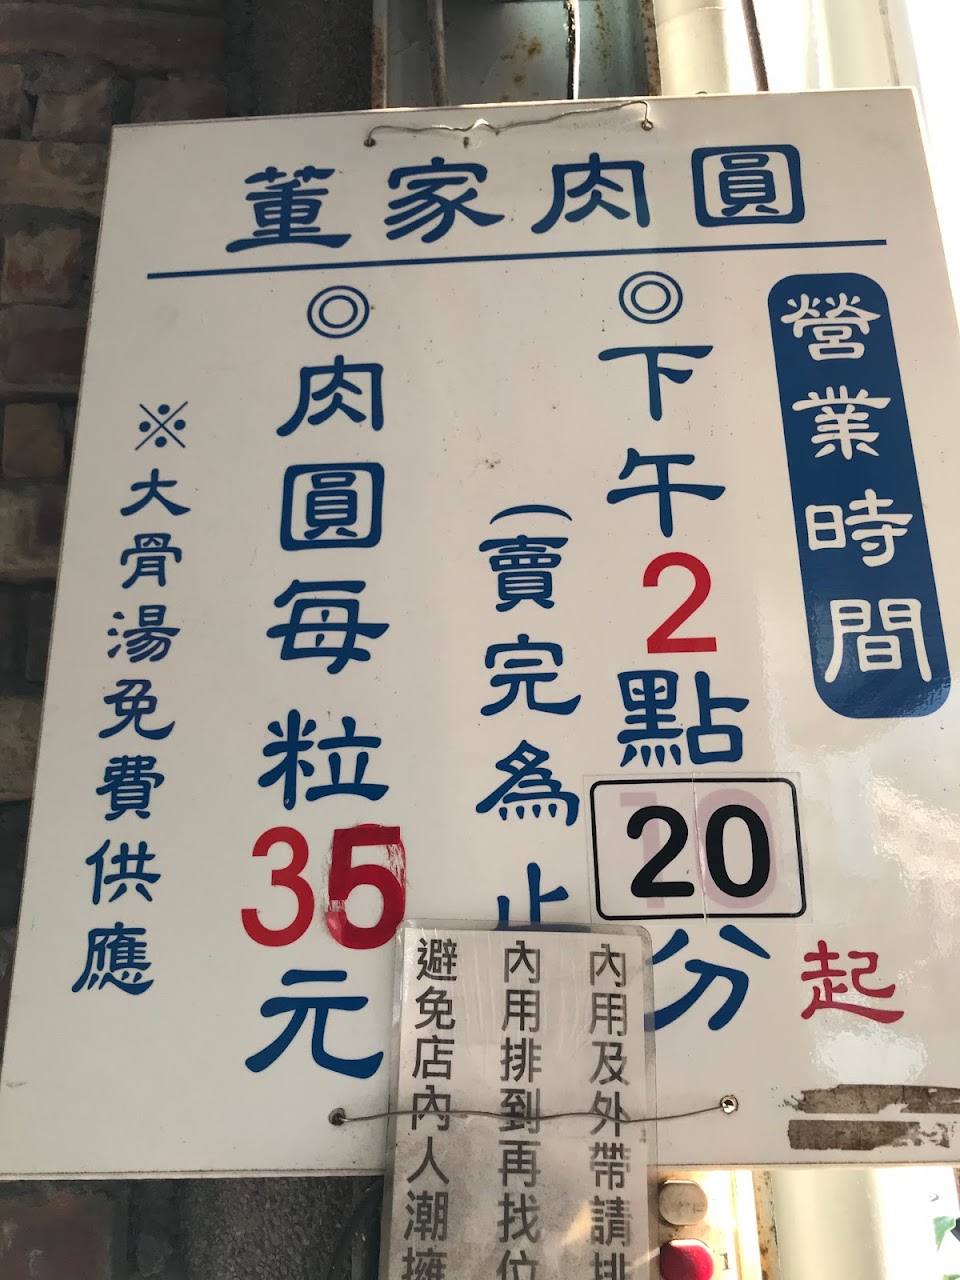 董家肉圓
營業時間
◎下午2點20分起
(賣完為止
◎肉圓每粒35元
※大骨湯免費供應
內用及外帶請排
內用排到再找位
避免店內人潮擁